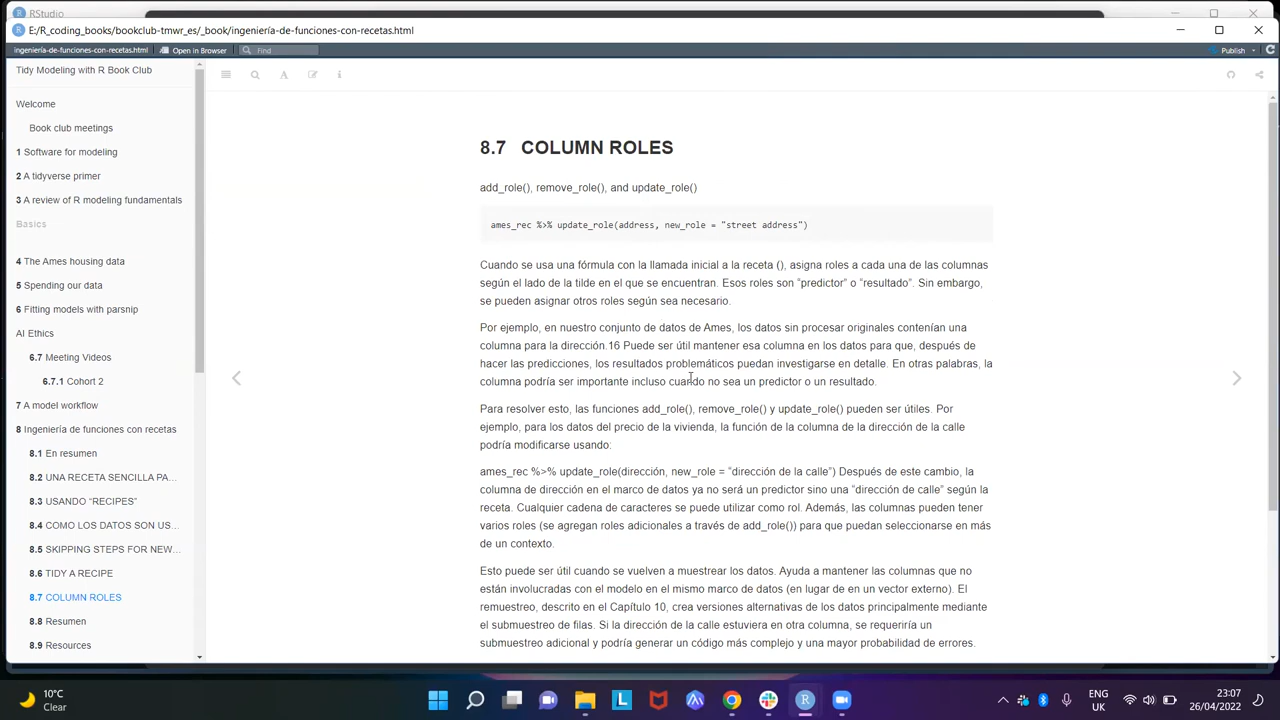 RStudio
E:/R_coding_books/bookclub-tmwr_es/_book/ingeniería-de-funciones-con-recetas.html
ingeniería-de-funciones-con-recetas.html
Open in Browser
Find
Publish
Tidy Modeling with R Book Club
Welcome
Book club meetings
1 Software for modeling
2 A tidyverse primer
3 A review of R modeling fundamentals
Basics
4 The Ames housing data
5 Spending our data
6 Fitting models with parsnip
AI Ethics
6.7 Meeting Videos
6.7.1 Cohort 2
7 A model workflow
8 Ingeniería de funciones con recetas
8.1 En resumen
8.2 UNA RECETA SENCILLA PA...
8.3 USANDO “RECIPES”
8.4 COMO LOS DATOS SON US...
8.5 SKIPPING STEPS FOR NEW...
8.6 TIDY A RECIPE
8.7 COLUMN ROLES
8.8 Resumen
8.9 Resources
8.7 COLUMN ROLES
add_role(), remove_role(), and update_role()
ames_rec %>% update_role(address, new_role = "street address")
Cuando se usa una fórmula con la llamada inicial a la receta (), asigna roles a cada una de las columnas
según el lado de la tilde en el que se encuentran. Esos roles son “predictor” o “resultado”. Sin embargo,
se pueden asignar otros roles según sea necesario.
Por ejemplo, en nuestro conjunto de datos de Ames, los datos sin procesar originales contenían una
columna para la dirección.16 Puede ser útil mantener esa columna en los datos para que, después de
hacer las predicciones, los resultados problemáticos puedan investigarse en detalle. En otras palabras, la
columna podría ser importante incluso cuando no sea un predictor o un resultado.
Para resolver esto, las funciones add_role(), remove_role() y update_role() pueden ser útiles. Por
ejemplo, para los datos del precio de la vivienda, la función de la columna de la dirección de calle
podría modificarse usando:
ames_rec %>% update_role(dirección, new_role = “dirección de la calle”) Después de este cambio, la
columna de dirección en el marco de datos ya no será un predictor sino una “dirección de calle” según la
receta. Cualquier cadena de caracteres se puede utilizar como rol. Además, las columnas pueden tener
varios roles (se agregan roles adicionales a través de add_role()) para que puedan seleccionarse en más
de un contexto.
Esto puede ser útil cuando se vuelven a muestrear los datos. Ayuda a mantener las columnas que no
están involucradas con el modelo en el mismo marco de datos (en lugar de en un vector externo). El
remuestreo, descrito en el Capítulo 10, crea versiones alternativas de los datos principalmente mediante
el submuestreo de filas. Si la dirección de la calle estuviera en otra columna, se requeriría un
submuestreo adicional y podría generar un código más complejo y una mayor probabilidad de errores.
10°C
Clear
ENG
UK
23:07
26/04/2022